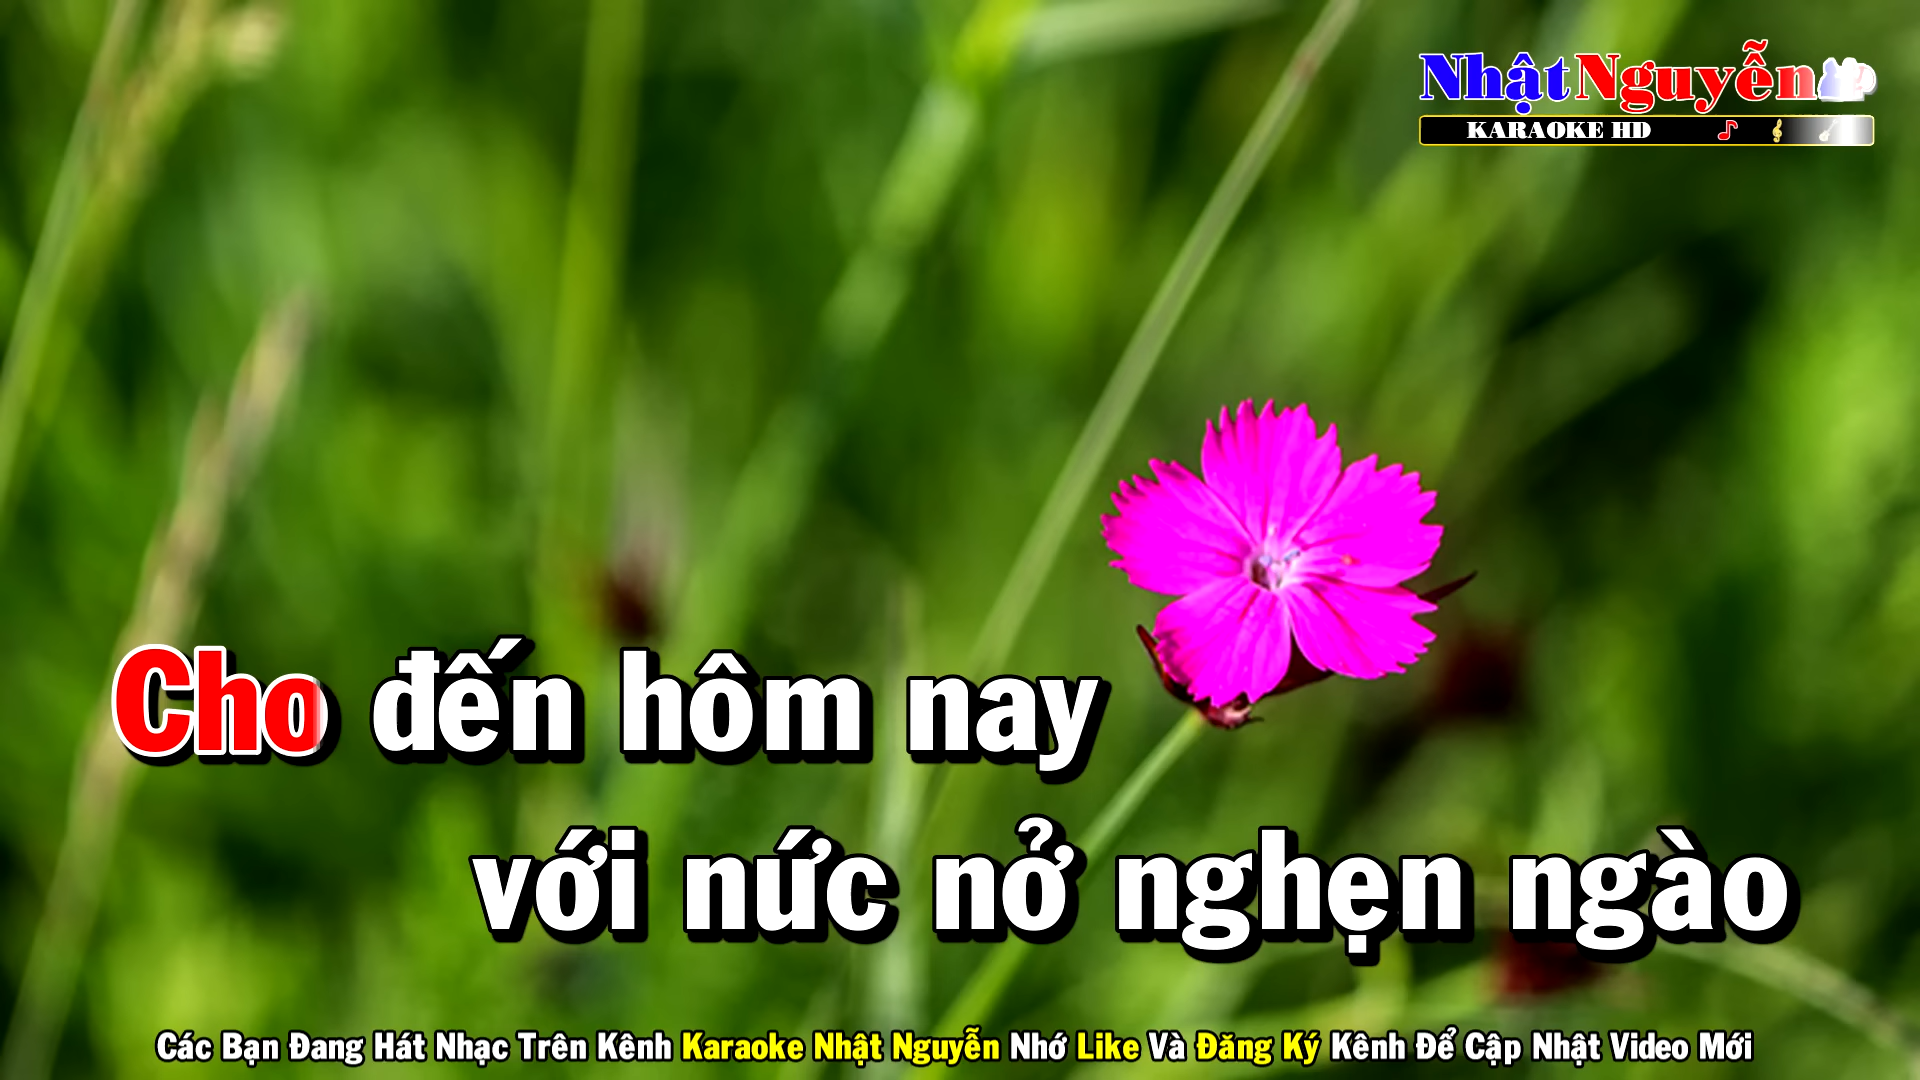 Nhật Nguyễn
KARAOKE HD
Cho đến hôm nay
với nức nở nghẹn ngào
Các Bạn Đang Hát Nhạc Trên Kênh Karaoke Nhật Nguyễn Nhớ Like Và Đăng Ký Kênh Để Cập Nhật Video Mới